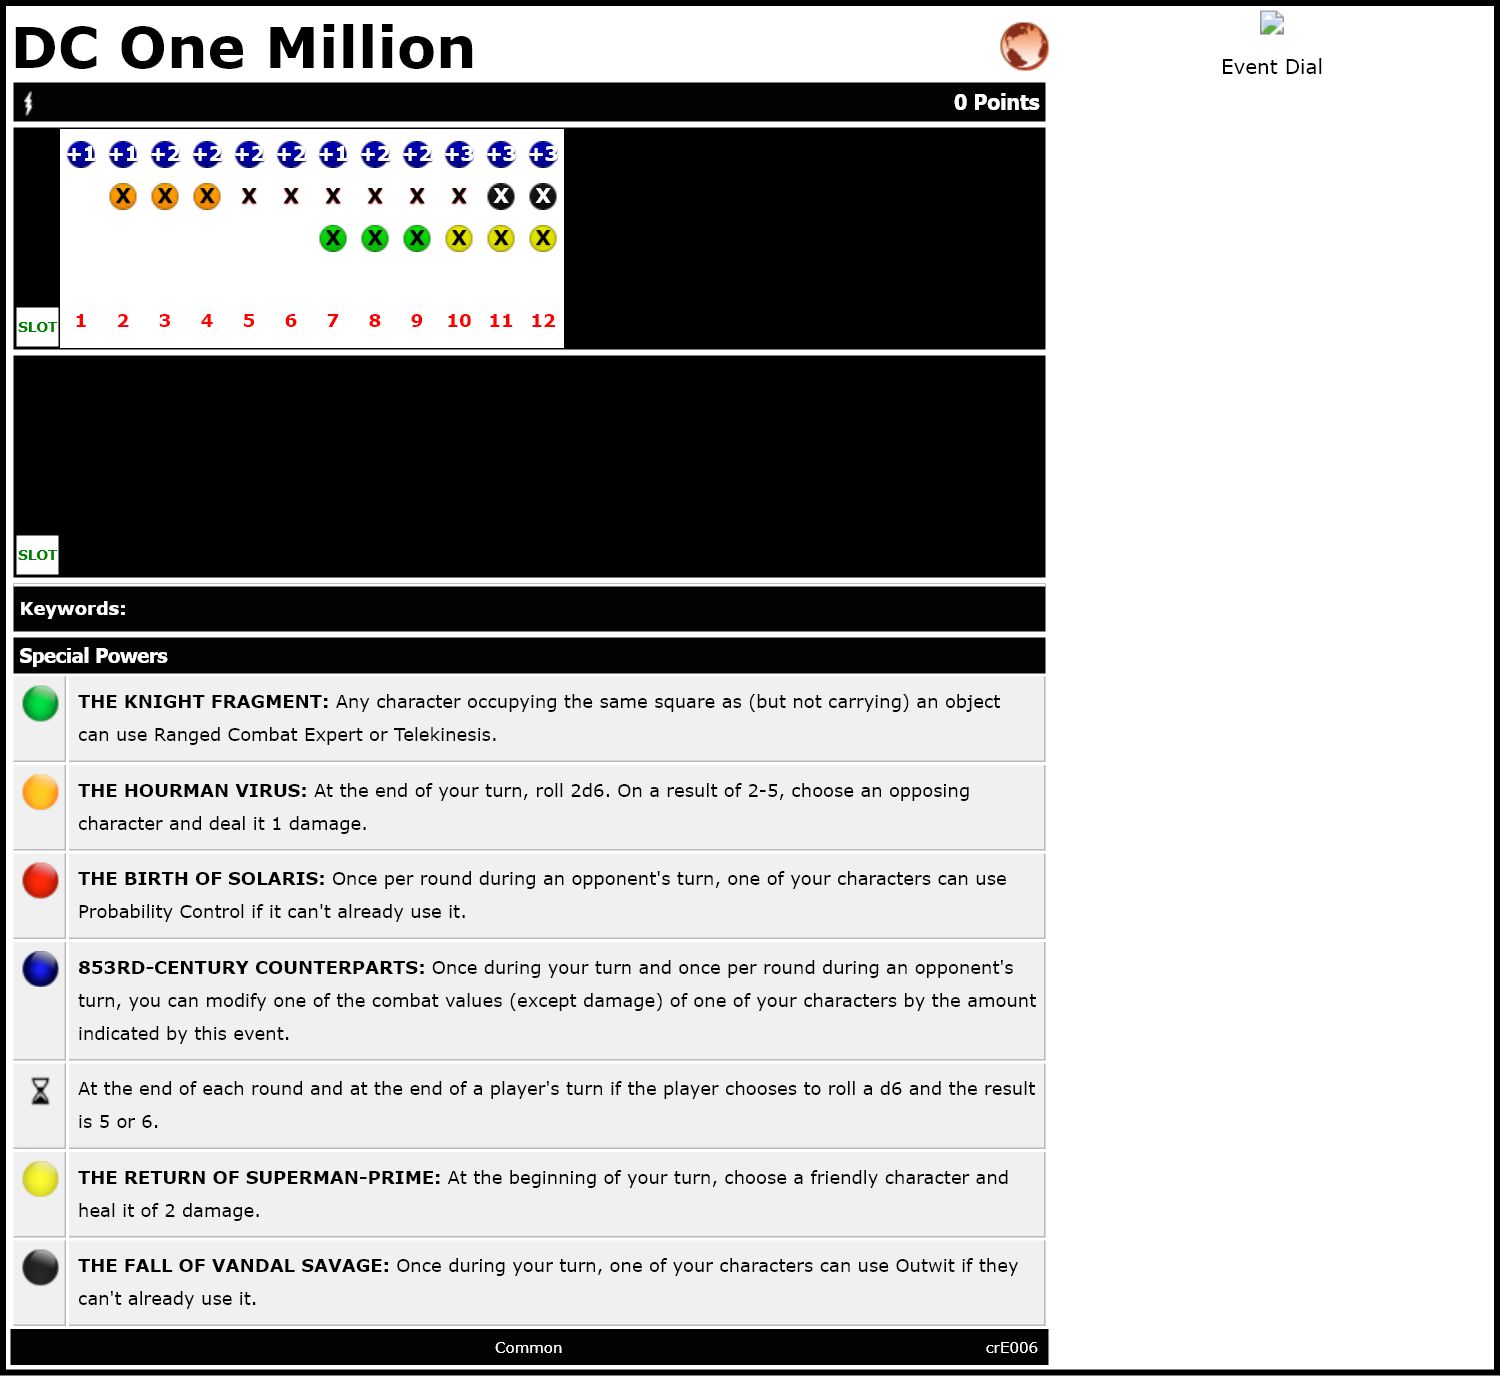 DC One Million
0 Points
Event Dial
+1 +1 +2 +2 +2 +2 +1 +2 +2 +3 +3 +3
X X X X X X X X X X X
X X X X X X
SLOT 1 2 3 4 5 6 7 8 9 10 11 12
SLOT
Keywords:
Special Powers
THE KNIGHT FRAGMENT: Any character occupying the same square as (but not carrying) an object
can use Ranged Combat Expert or Telekinesis.
THE HOURMAN VIRUS: At the end of your turn, roll 2d6. On a result of 2-5, choose an opposing
character and deal it 1 damage.
THE BIRTH OF SOLARIS: Once per round during an opponent's turn, one of your characters can use
Probability Control if it can't already use it.
853RD-CENTURY COUNTERPARTS: Once during your turn and once per round during an opponent's
turn, you can modify one of the combat values (except damage) of one of your characters by the amount
indicated by this event.
At the end of each round and at the end of a player's turn if the player chooses to roll a d6 and the result
is 5 or 6.
THE RETURN OF SUPERMAN-PRIME: At the beginning of your turn, choose a friendly character and
heal it of 2 damage.
THE FALL OF VANDAL SAVAGE: Once during your turn, one of your characters can use Outwit if they
can't already use it.
Common
crE006